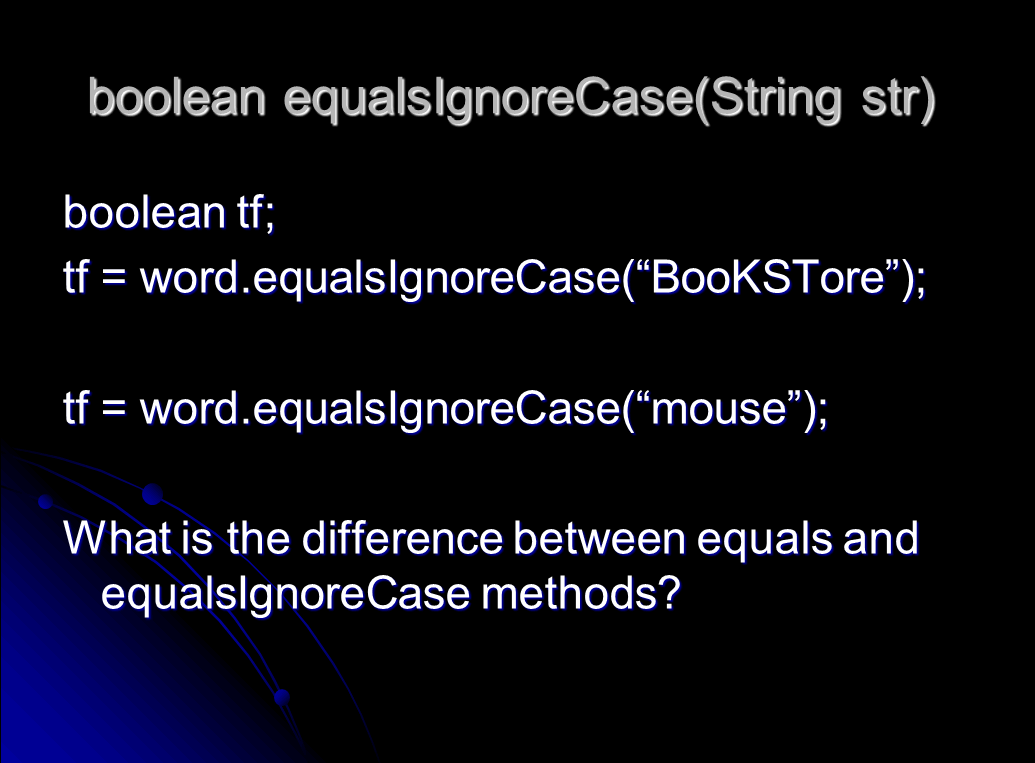 boolean equalsIgnoreCase(String str)
boolean tf;
tf = word.equalsIgnoreCase(“BooKSTore”);
tf = word.equalsIgnoreCase(“mouse”);
What is the difference between equals and
equalsIgnoreCase methods?